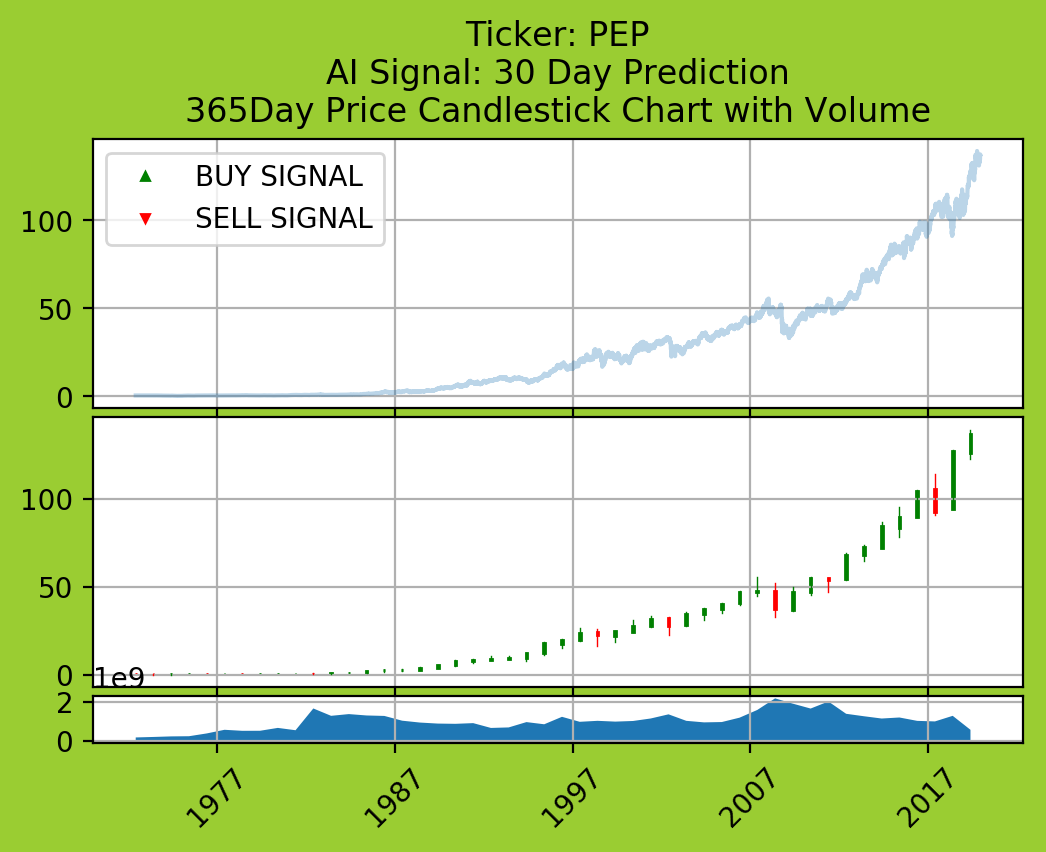 Ticker: PEP
AI Signal: 30 Day Prediction
365Day Price Candlestick Chart with Volume
BUY SIGNAL
SELL SIGNAL
100
50
0
100
50
0
1e9
2
0
1977
1987
1997
2007
2017